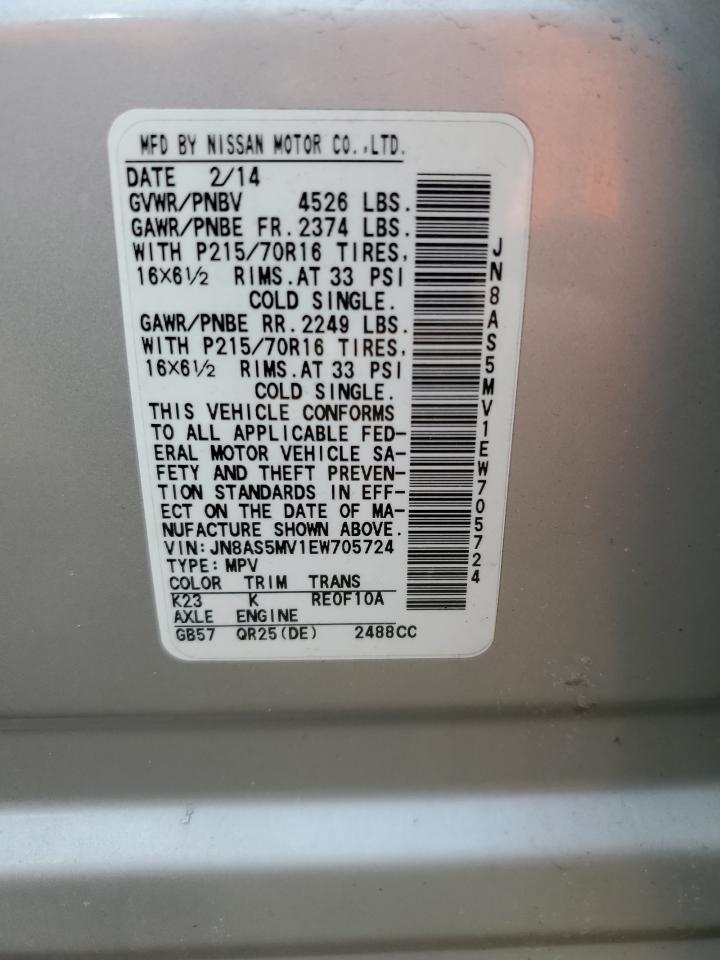 MFD BY NISSAN MOTOR CO.,LTD.
DATE 2/14
GVWR/PNBV 4526 LBS.
GAWR/PNBE FR. 2374 LBS.
WITH P215/70R16 TIRES,
16X6½ RIMS. AT 33 PSI
COLD SINGLE.
GAWR/PNBE RR. 2249 LBS.
WITH P215/70R16 TIRES,
16X6½ RIMS. AT 33 PSI
COLD SINGLE.
THIS VEHICLE CONFORMS
TO ALL APPLICABLE FED-
ERAL MOTOR VEHICLE SA-
FETY AND THEFT PREVEN-
TION STANDARDS IN EFF-
ECT ON THE DATE OF MA-
NUFACTURE SHOWN ABOVE.
VIN:JN8AS5MV1EW705724
TYPE:MPV
COLOR TRIM TRANS
K23 K RE0F10A
AXLE ENGINE
GB57 QR25(DE) 2488CC
JN8AS5MV1EW705724